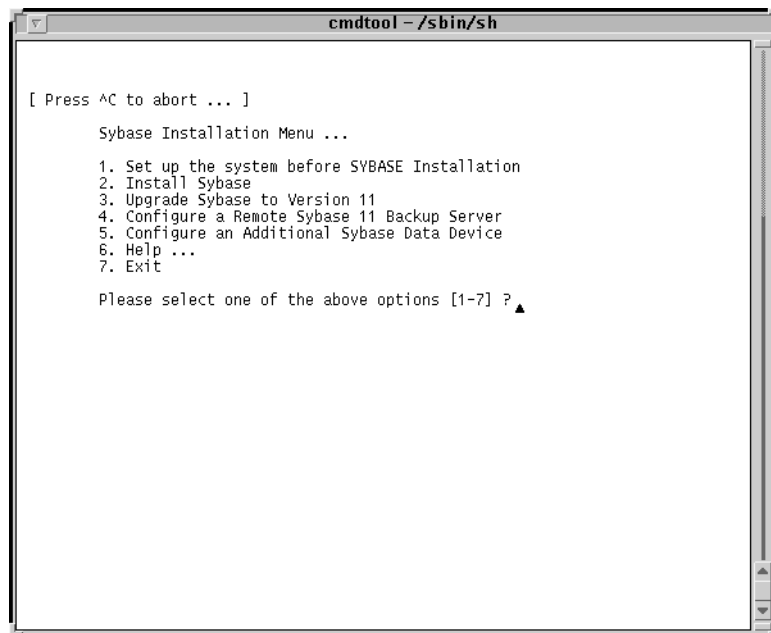 cmdtool – /sbin/sh
[ Press ^C to abort ... ]
Sybase Installation Menu ...
1. Set up the system before SYBASE Installation
2. Install Sybase
3. Upgrade Sybase to Version 11
4. Configure a Remote Sybase 11 Backup Server
5. Configure an Additional Sybase Data Device
6. Help ...
7. Exit
Please select one of the above options [1-7] ?